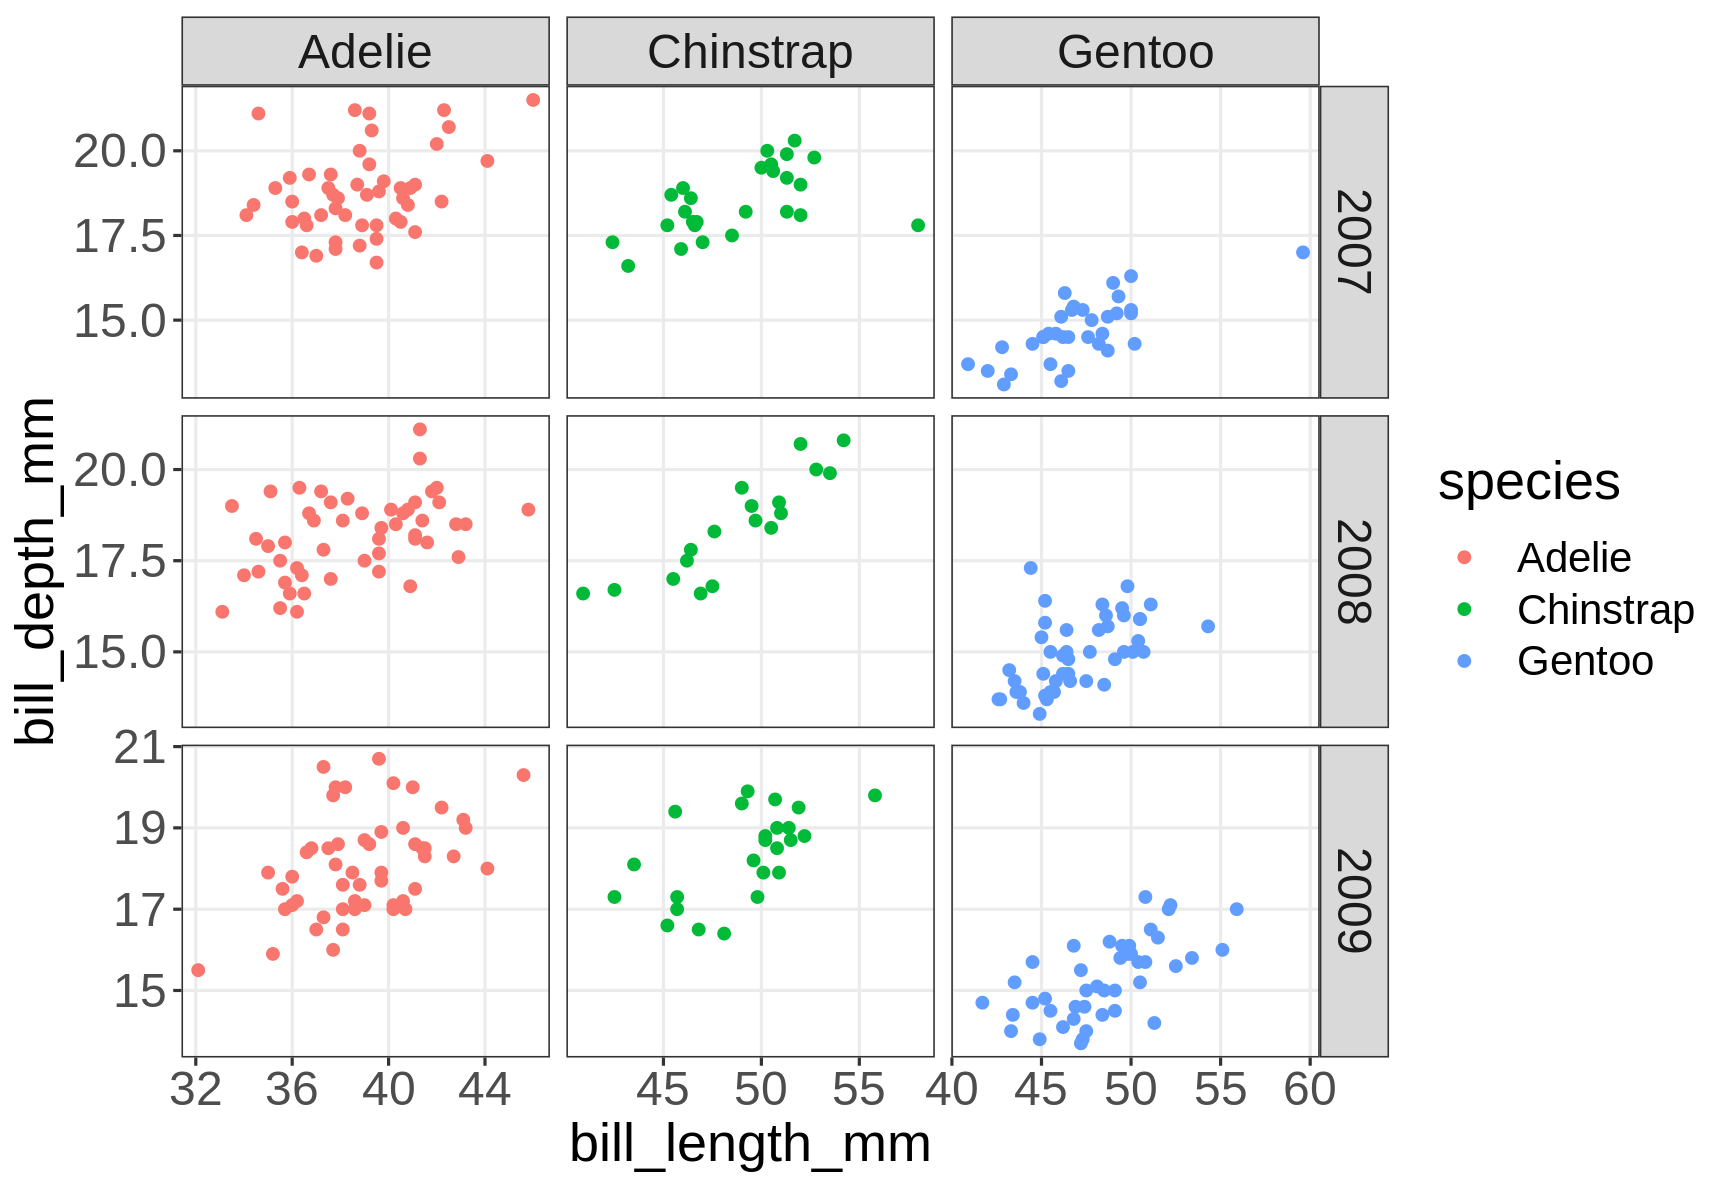 Adelie Chinstrap Gentoo
20.0
17.5
15.0
2007
20.0
17.5
15.0
2008
21
19
17
15
2009
32 36 40 44 45 50 55 40 45 50 55 60
bill_length_mm
bill_depth_mm
species
Adelie
Chinstrap
Gentoo